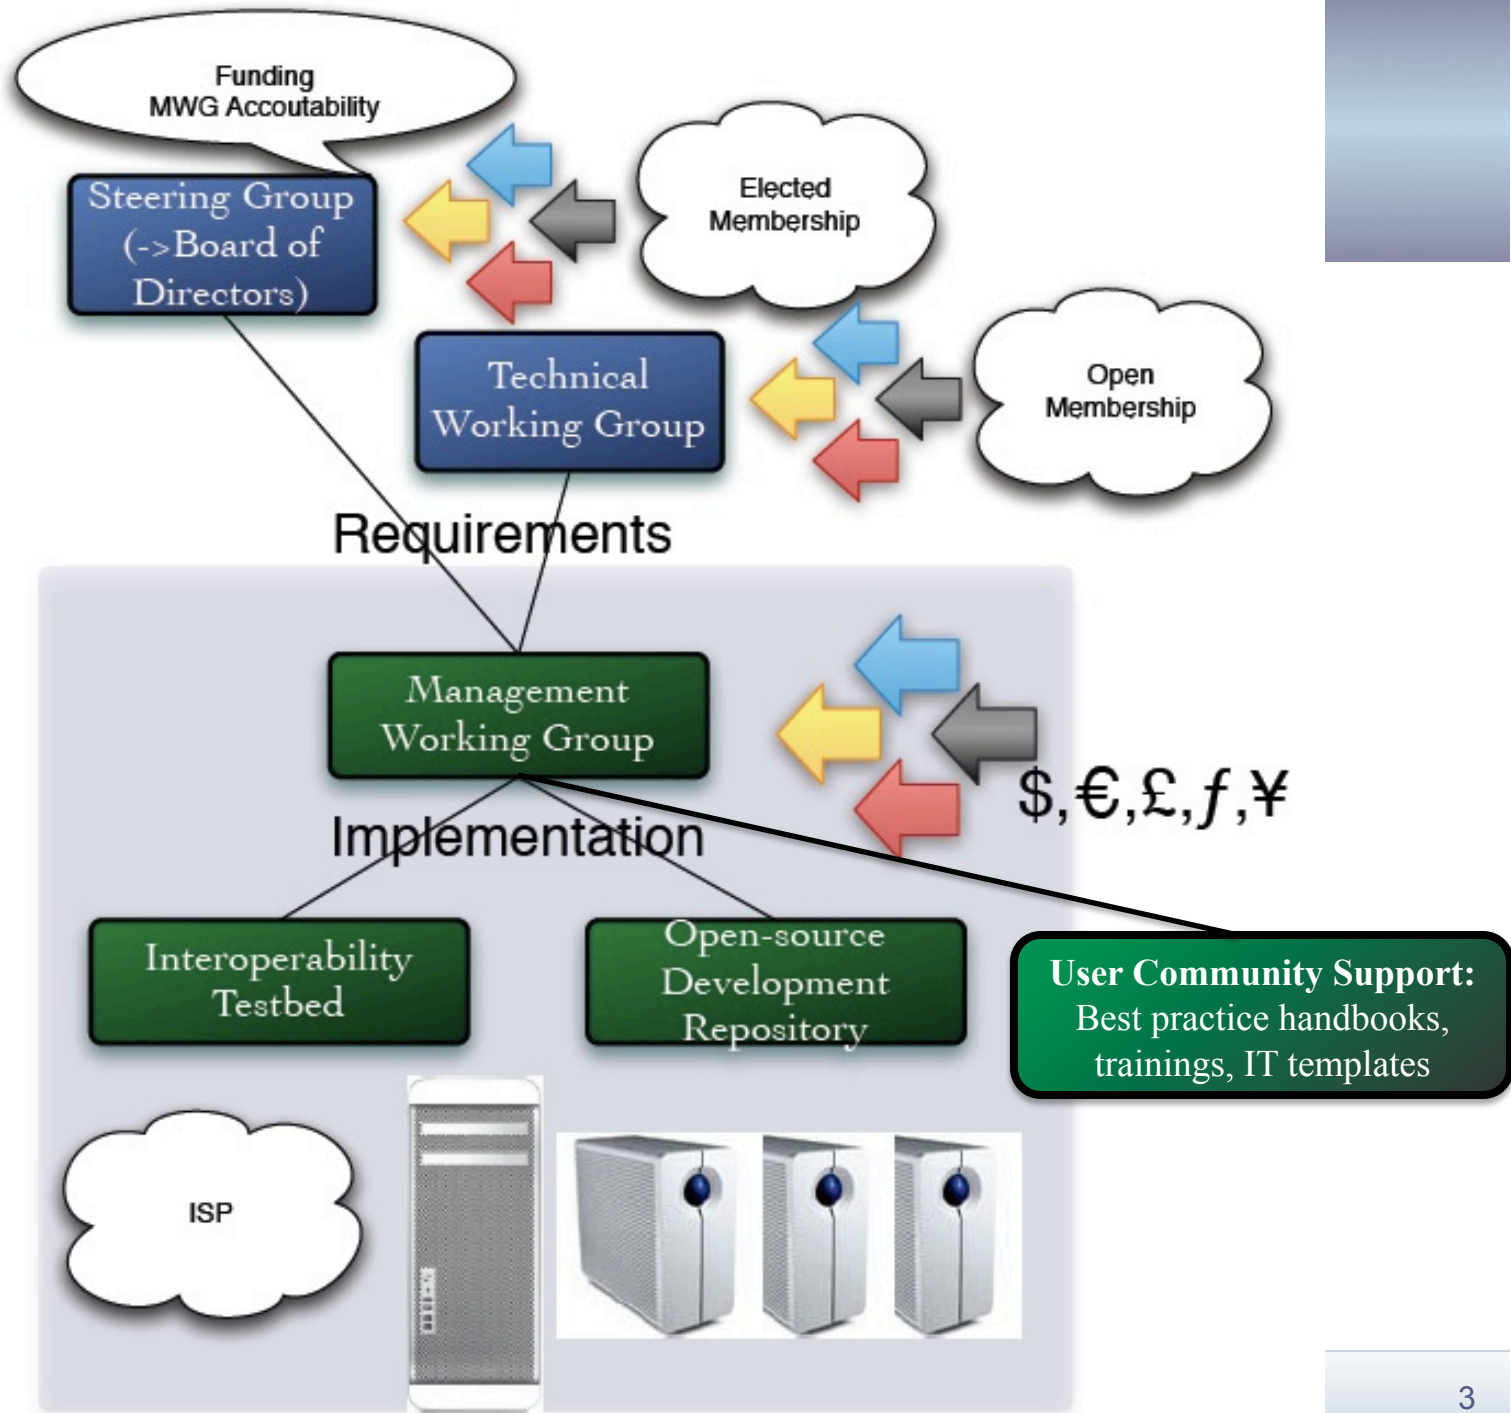 Funding
MWG Accoutability
Steering Group
(->Board of
Directors)
Elected
Membership
Technical
Working Group
Open
Membership
Requirements
Management
Working Group
$,€,£,ƒ,¥
Implementation
Interoperability
Testbed
Open-source
Development
Repository
User Community Support:
Best practice handbooks,
trainings, IT templates
ISP
3